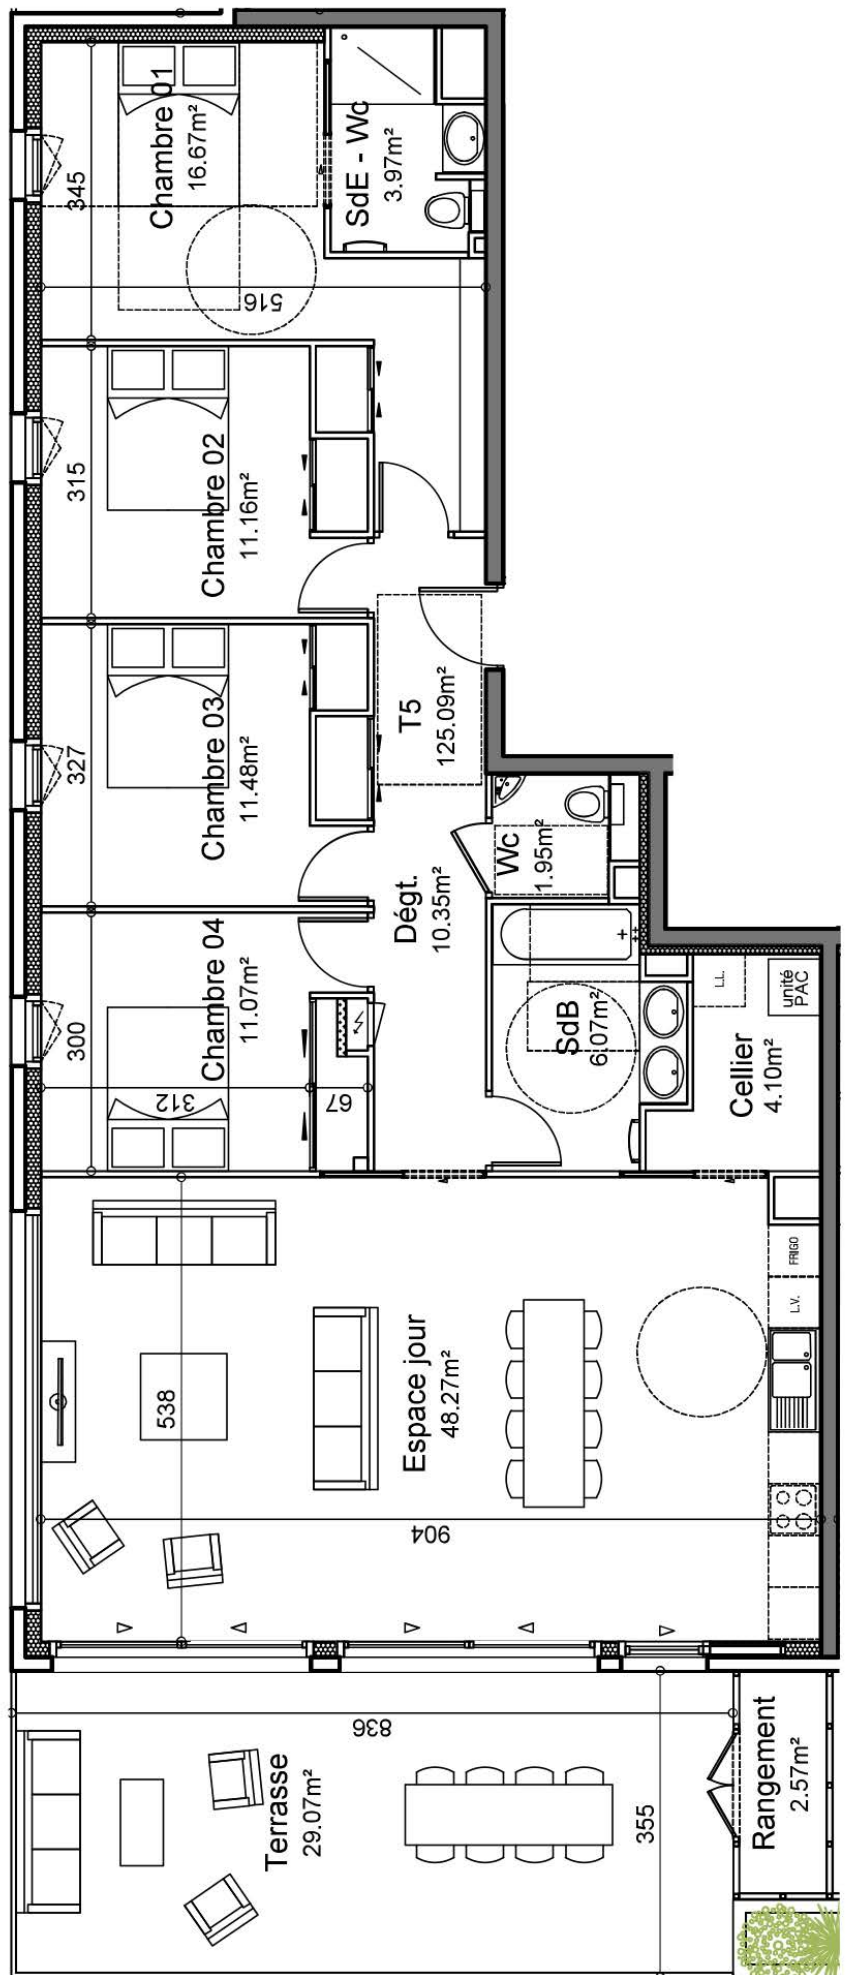 Chambre 01
16.67m²
SdE - Wc
3.97m²
345
516
Chambre 02
11.16m²
315
Chambre 03
11.48m²
327
T5
125.09m²
Wc
1.95m²
Dégt.
10.35m²
Chambre 04
11.07m²
300
312
67
SdB
6.07m²
L.L.
unité
PAC
Cellier
4.10m²
FRIGO
L.V.
Espace jour
48.27m²
538
904
836
Terrasse
29.07m²
355
Rangement
2.57m²